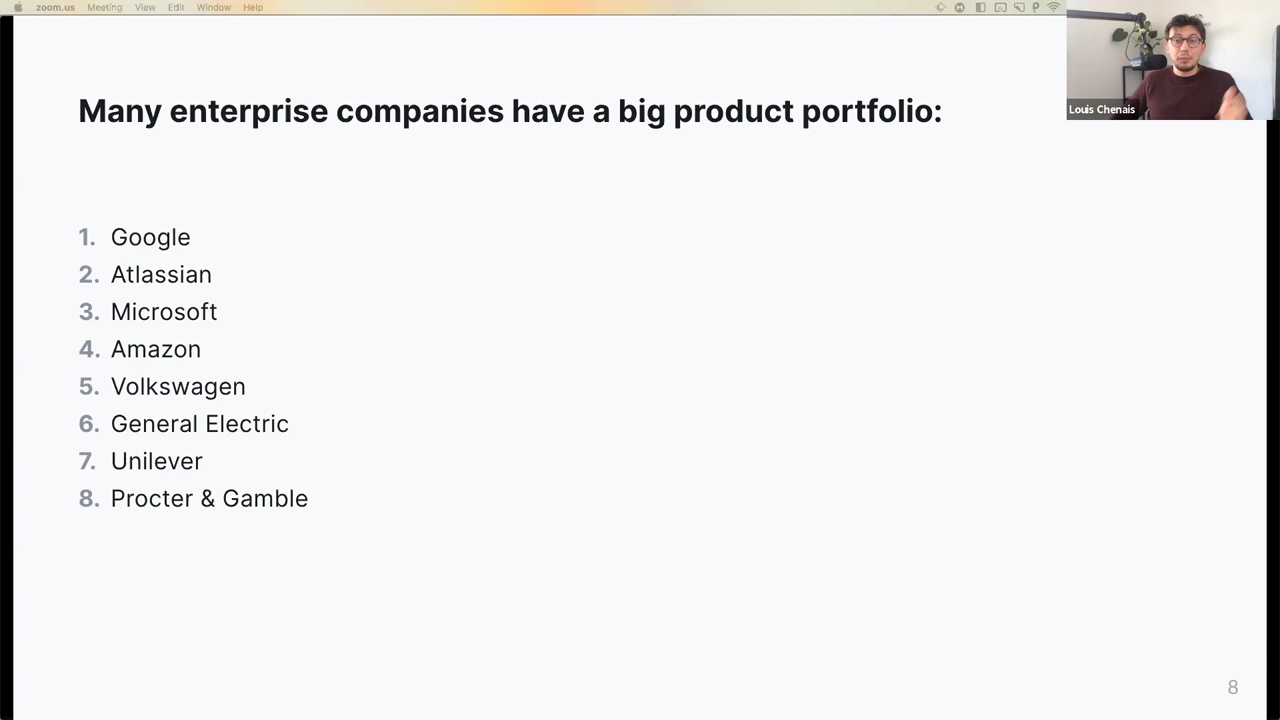 zoom.us Meeting View Edit Window Help
Louis Chenais
Many enterprise companies have a big product portfolio:
1. Google
2. Atlassian
3. Microsoft
4. Amazon
5. Volkswagen
6. General Electric
7. Unilever
8. Procter & Gamble
8